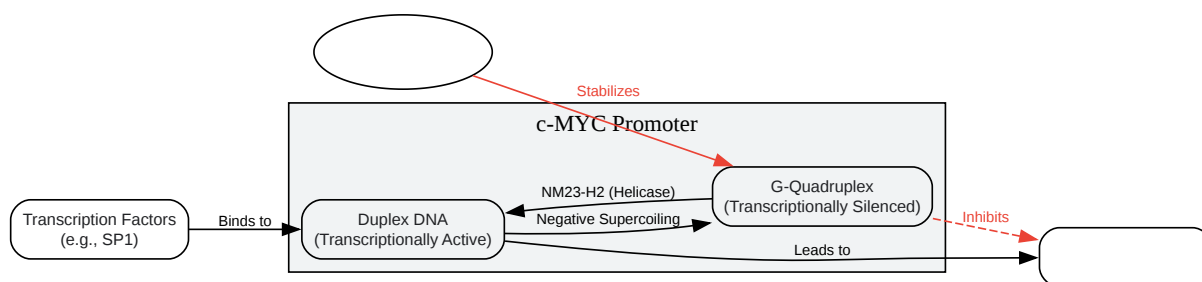 Stabilizes
c-MYC Promoter
Transcription Factors
(e.g., SP1)
Binds to
Duplex DNA
(Transcriptionally Active)
NM23-H2 (Helicase)
Negative Supercoiling
G-Quadruplex
(Transcriptionally Silenced)
Inhibits
Leads to